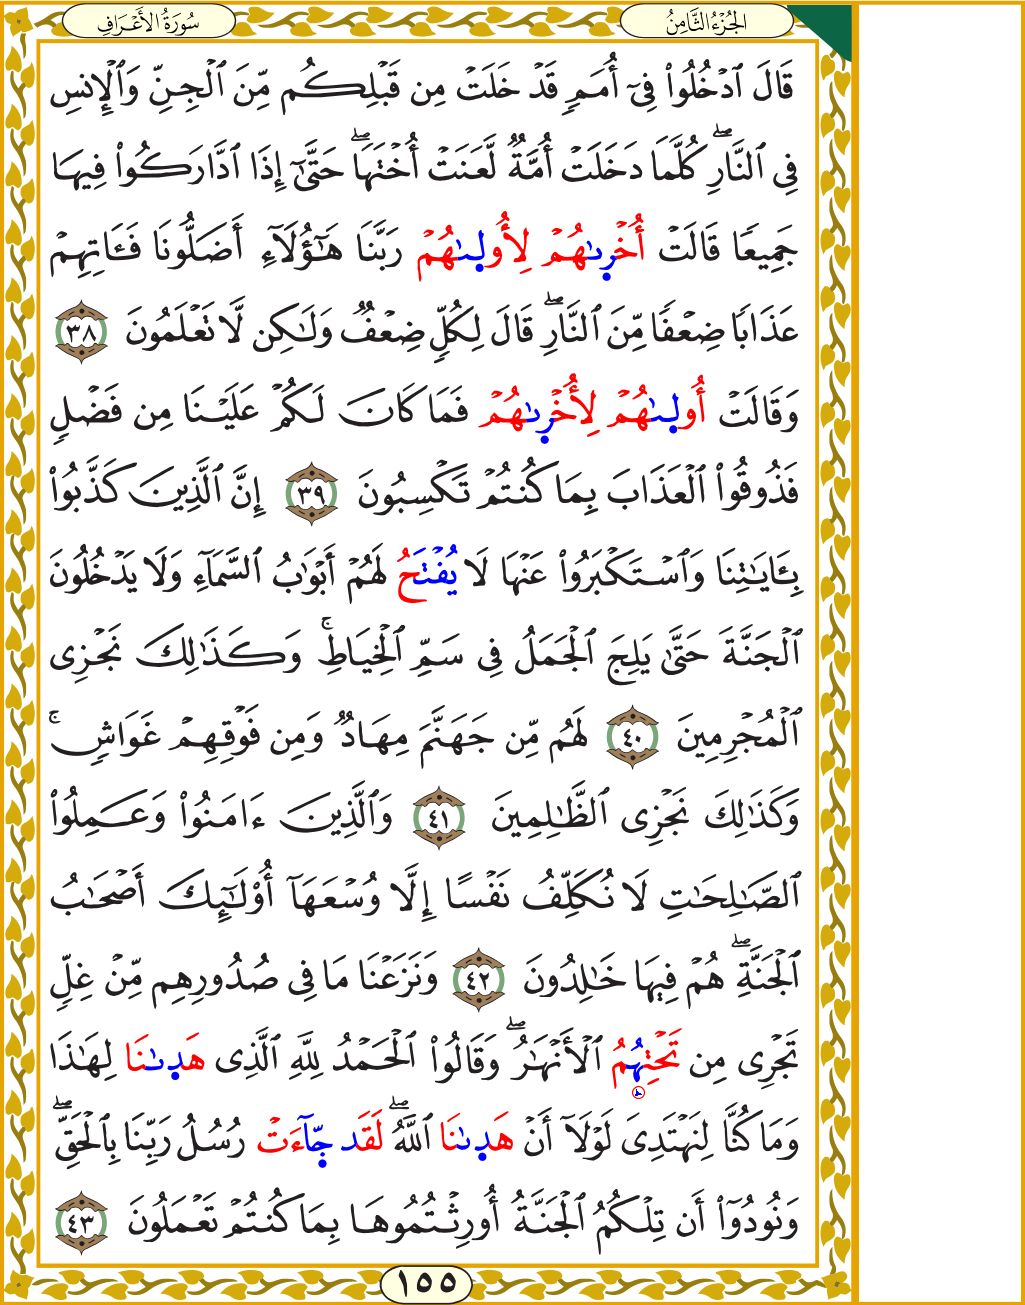 الجُزْءُ الثَّامِنُ
سُورَةُ الأَعْرَافِ
قَالَ ٱدْخُلُواْ فِىٓ أُمَمٍ قَدْ خَلَتْ مِن قَبْلِكُم مِّنَ ٱلْجِنِّ وَٱلْإِنسِ
فِى ٱلنَّارِۖ كُلَّمَا دَخَلَتْ أُمَّةٌ لَّعَنَتْ أُخْتَهَاۖ حَتَّىٰٓ إِذَا ٱدَّارَكُواْ فِيهَا
جَمِيعًا قَالَتْ أُخْرٜىٰهُمْ لِأُولٜىٰهُمْ رَبَّنَا هَٰٓؤُلَآءِ أَضَلُّونَا فَـَٔاتِهِمْ
عَذَابًا ضِعْفًا مِّنَ ٱلنَّارِۖ قَالَ لِكُلٍّ ضِعْفٌ وَلَٰكِن لَّا تَعْلَمُونَ ٣٨
وَقَالَتْ أُولٜىٰهُمْ لِأُخْرٜىٰهُمْ فَمَا كَانَ لَكُمْ عَلَيْنَا مِن فَضْلٍ
فَذُوقُواْ ٱلْعَذَابَ بِمَا كُنتُمْ تَكْسِبُونَ ٣٩ إِنَّ ٱلَّذِينَ كَذَّبُواْ
بِـَٔايَٰتِنَا وَٱسْتَكْبَرُواْ عَنْهَا لَا يُفْتَحُ لَهُمْ أَبْوَٰبُ ٱلسَّمَآءِ وَلَا يَدْخُلُونَ
ٱلْجَنَّةَ حَتَّىٰ يَلِجَ ٱلْجَمَلُ فِى سَمِّ ٱلْخِيَاطِۚ وَكَذَٰلِكَ نَجْزِى
ٱلْمُجْرِمِينَ ٤٠ لَهُم مِّن جَهَنَّمَ مِهَادٌ وَمِن فَوْقِهِمْ غَوَاشٍۚ
وَكَذَٰلِكَ نَجْزِى ٱلظَّٰلِمِينَ ٤١ وَٱلَّذِينَ ءَامَنُواْ وَعَمِلُواْ
ٱلصَّٰلِحَٰتِ لَا نُكَلِّفُ نَفْسًا إِلَّا وُسْعَهَآ أُوْلَٰٓئِكَ أَصْحَٰبُ
ٱلْجَنَّةِۖ هُمْ فِيهَا خَٰلِدُونَ ٤٢ وَنَزَعْنَا مَا فِى صُدُورِهِم مِّنْ غِلٍّ
تَجْرِى مِن تَحْتِهُمُ ٱلْأَنْهَٰرُۖ وَقَالُواْ ٱلْحَمْدُ لِلَّهِ ٱلَّذِى هَدٜىٰنَا لِهَٰذَا
وَمَا كُنَّا لِنَهْتَدِىَ لَوْلَآ أَنْ هَدٜىٰنَا ٱللَّهُۖ لَقَد جَّآءَتْ رُسُلُ رَبِّنَا بِٱلْحَقِّۖ
وَنُودُوٓاْ أَن تِلْكُمُ ٱلْجَنَّةُ أُورِثْتُمُوهَا بِمَا كُنتُمْ تَعْمَلُونَ ٤٣
١٥٥